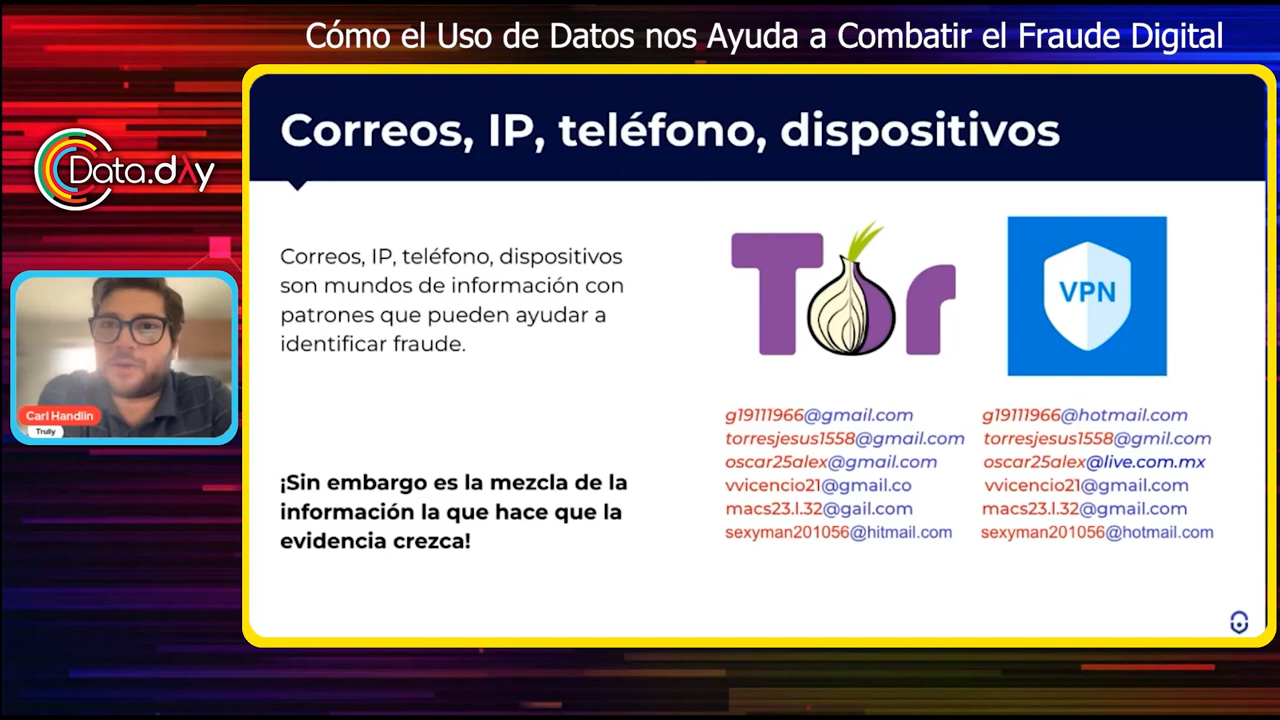 Cómo el Uso de Datos nos Ayuda a Combatir el Fraude Digital
Data.dAy
Correos, IP, teléfono, dispositivos
Correos, IP, teléfono, dispositivos
son mundos de información con
patrones que pueden ayudar a
identificar fraude.
¡Sin embargo es la mezcla de la
información la que hace que la
evidencia crezca!
Tor
VPN
g19111966@gmail.com
torresjesus1558@gmail.com
oscar25alex@gmail.com
vvicencio21@gmail.co
macs23.l.32@gail.com
sexyman201056@hitmail.com
g19111966@hotmail.com
torresjesus1558@gmil.com
oscar25alex@live.com.mx
vvicencio21@gmail.com
macs23.l.32@gmail.com
sexyman201056@hotmail.com
Carl Handlin
Trully